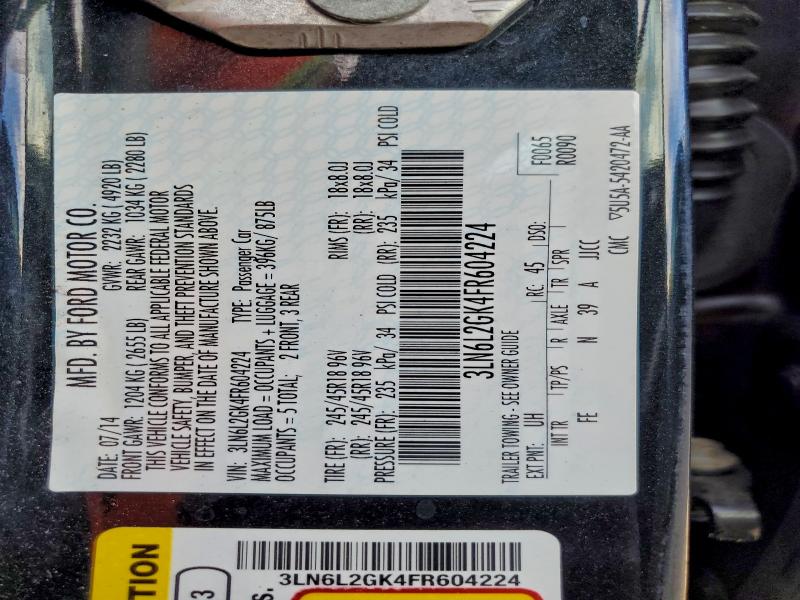 MFD. BY FORD MOTOR CO.
DATE: 07/14 GVWR: 2232 KG ( 4920 LB)
FRONT GAWR: 1204 KG ( 2655 LB) REAR GAWR: 1034 KG ( 2280 LB)
THIS VEHICLE CONFORMS TO ALL APPLICABLE FEDERAL MOTOR
VEHICLE SAFETY, BUMPER, AND THEFT PREVENTION STANDARDS
IN EFFECT ON THE DATE OF MANUFACTURE SHOWN ABOVE.
VIN: 3LN6L2GK4FR604224 TYPE: Passenger Car
MAXIMUM LOAD = OCCUPANTS + LUGGAGE = 396KG/ 875LB
OCCUPANTS = 5 TOTAL; 2 FRONT, 3 REAR
TIRE (FR): 245/45R18 96V RIMS (FR): 18x8.0J
(RR): 245/45R18 96V (RR): 18x8.0J
PRESSURE (FR): 235 kPa/ 34 PSI COLD (RR): 235 kPa/ 34 PSI COLD
3LN6L2GK4FR604224
TRAILER TOWING - SEE OWNER GUIDE
F0065
R0090
EXT PNT: UH RC: 45 DSO:
INT TR TP/PS R AXLE TR SPR
FE N 39 A JJCC
CMC ▽5U5A-5420472-AA
TION
3
S.
3LN6L2GK4FR604224